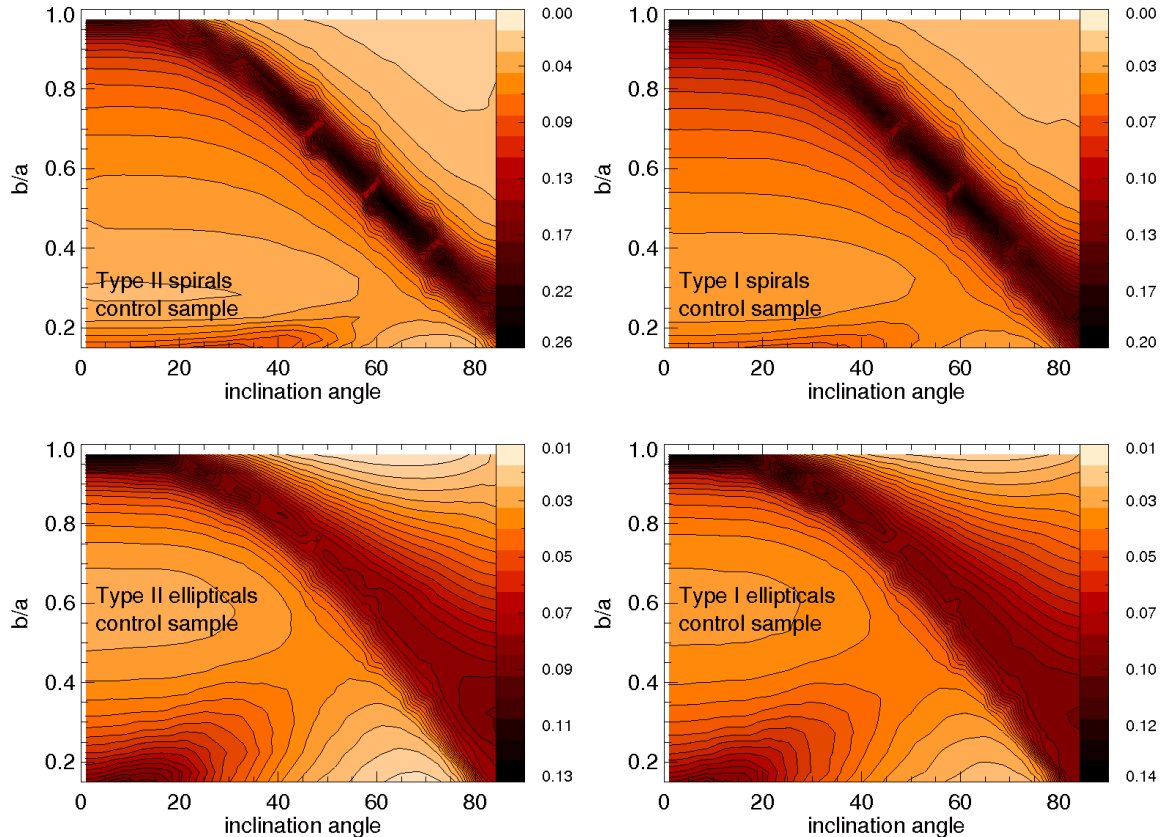 1.0
0.8
0.6
0.4
0.2
b/a
Type II spirals
control sample
0 20 40 60 80
inclination angle
0.00
0.04
0.09
0.13
0.17
0.22
0.26
1.0
0.8
0.6
0.4
0.2
b/a
Type I spirals
control sample
0 20 40 60 80
inclination angle
0.00
0.03
0.07
0.10
0.13
0.17
0.20
1.0
0.8
0.6
0.4
0.2
b/a
Type II ellipticals
control sample
0 20 40 60 80
inclination angle
0.01
0.03
0.05
0.07
0.09
0.11
0.13
1.0
0.8
0.6
0.4
0.2
b/a
Type I ellipticals
control sample
0 20 40 60 80
inclination angle
0.01
0.03
0.05
0.07
0.10
0.12
0.14